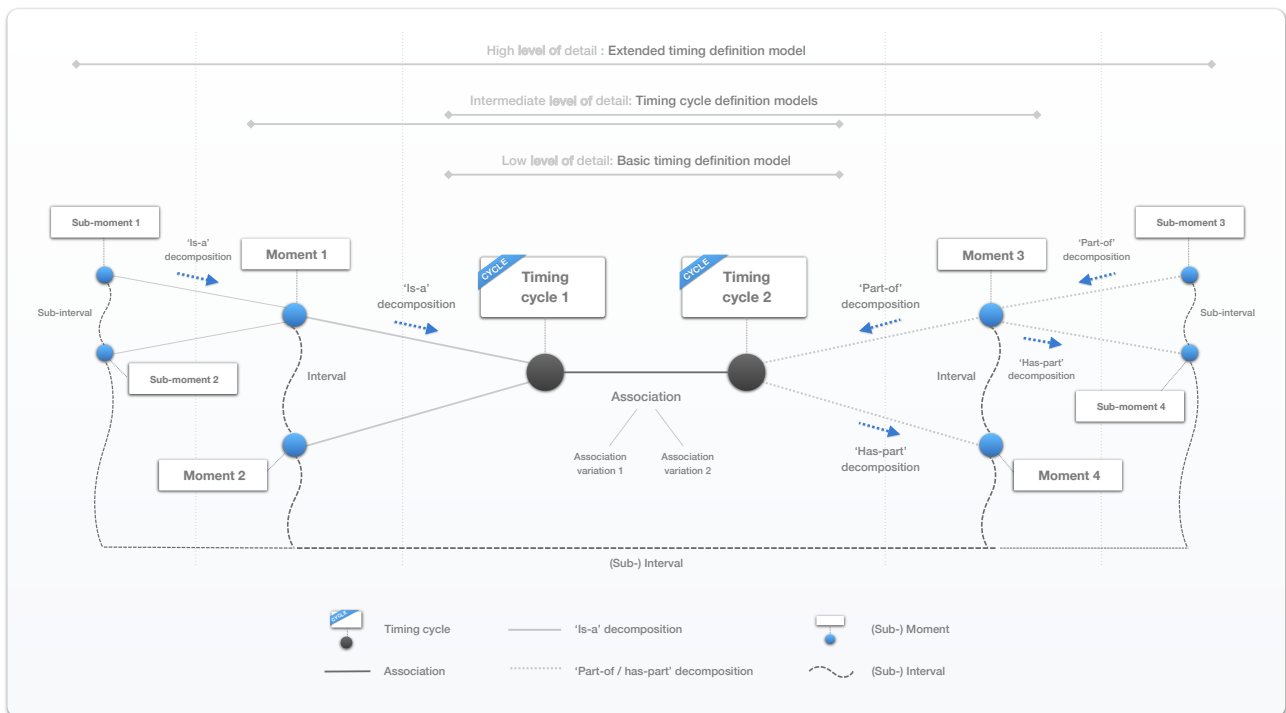 High level of detail : Extended timing definition model
Intermediate level of detail: Timing cycle definition models
Low level of detail: Basic timing definition model
Sub-moment 1
'Is-a'
decomposition
Moment 1
'Is-a'
decomposition
CYCLE
Timing
cycle 1
CYCLE
Timing
cycle 2
'Part-of'
decomposition
Moment 3
'Part-of'
decomposition
Sub-moment 3
Sub-interval
Sub-interval
Sub-moment 2
Interval
Association
Interval
'Has-part'
decomposition
Sub-moment 4
Association
variation 1
Association
variation 2
'Has-part'
decomposition
Moment 2
Moment 4
(Sub-) Interval
CYCLE
Timing cycle
'Is-a' decomposition
(Sub-) Moment
Association
'Part-of / has-part' decomposition
(Sub-) Interval